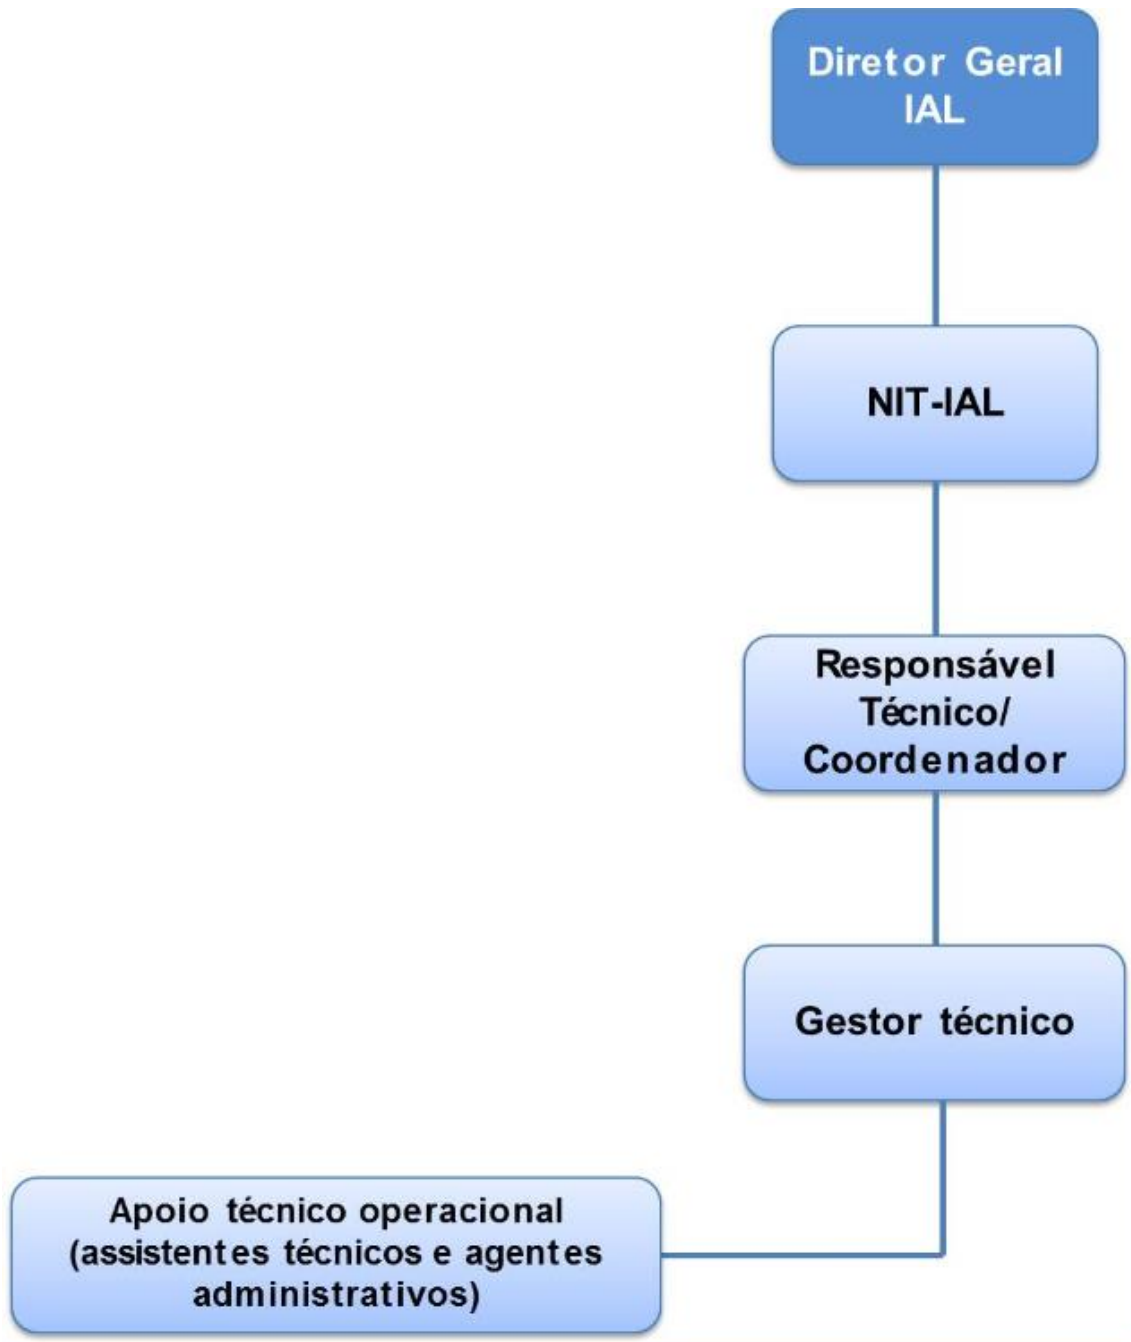 Diretor Geral
IAL
NIT-IAL
Responsável
Técnico/
Coordenador
Gestor técnico
Apoio técnico operacional
(assistentes técnicos e agentes
administrativos)